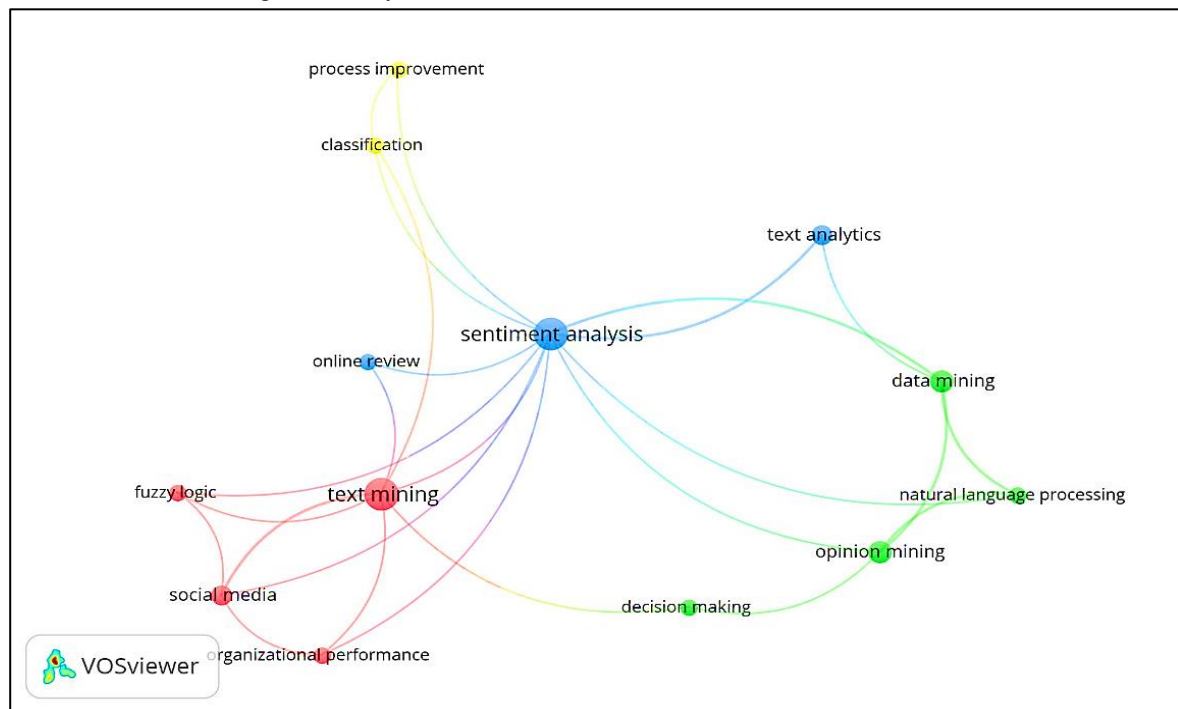 process improvement
classification
text analytics
sentiment analysis
online review
data mining
fuzzy logic
text mining
natural language processing
opinion mining
social media
decision making
organizational performance
VOSviewer